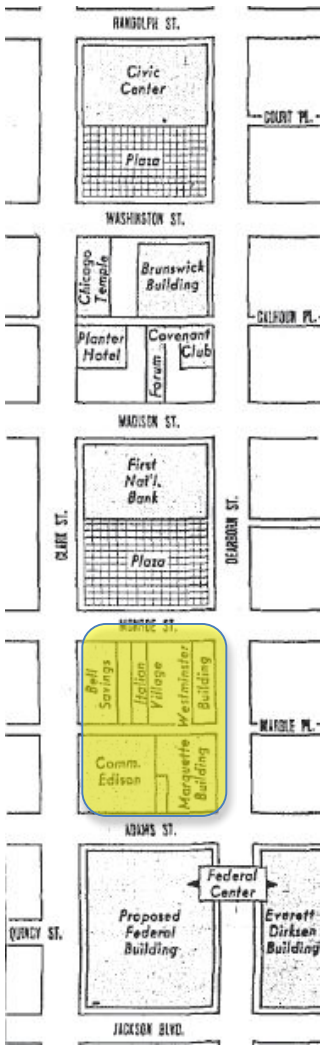 RANDOLPH ST.
Civic
Center
COURT PL.
Plaza
WASHINGTON ST.
Chicago
Temple
Brunswick
Building
CALHOUN PL.
Planter
Hotel
Covenant
Club
Forum
MADISON ST.
First
Nat'l.
Bank
CLARK ST.
DEARBORN ST.
Plaza
MONROE ST.
Bell
Savings
Italian
Village
Westminster
Building
MARBLE PL.
Comm.
Edison
Marquette
Building
ADAMS ST.
Federal
Center
Proposed
Federal
Building
Everett
Dirksen
Building
QUINCY ST.
JACKSON BLVD.